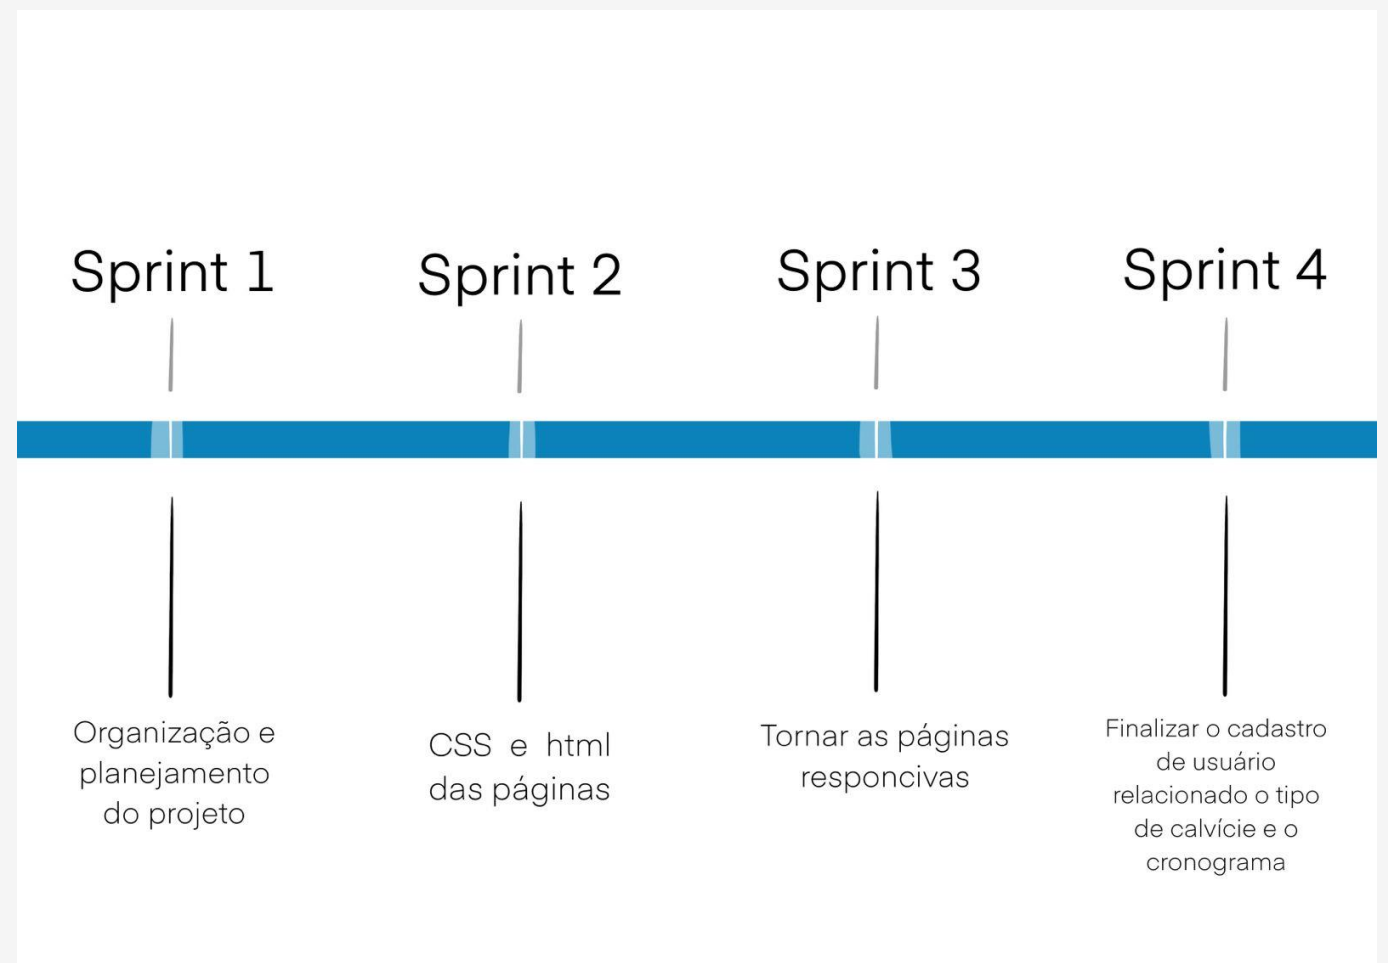 Sprint 1
Sprint 2
Sprint 3
Sprint 4
Organização e
planejamento
do projeto
CSS e html
das páginas
Tornar as páginas
responcivas
Finalizar o cadastro
de usuário
relacionado o tipo
de calvície e o
cronograma